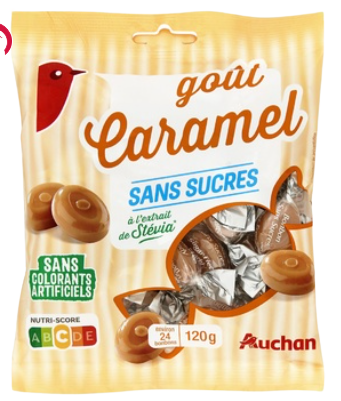 goût
Caramel
SANS SUCRES
à l'extrait
de Stévia*
SANS
COLORANTS
ARTIFICIELS
NUTRI-SCORE
A B C D E
environ
24
bonbons
120g
Auchan